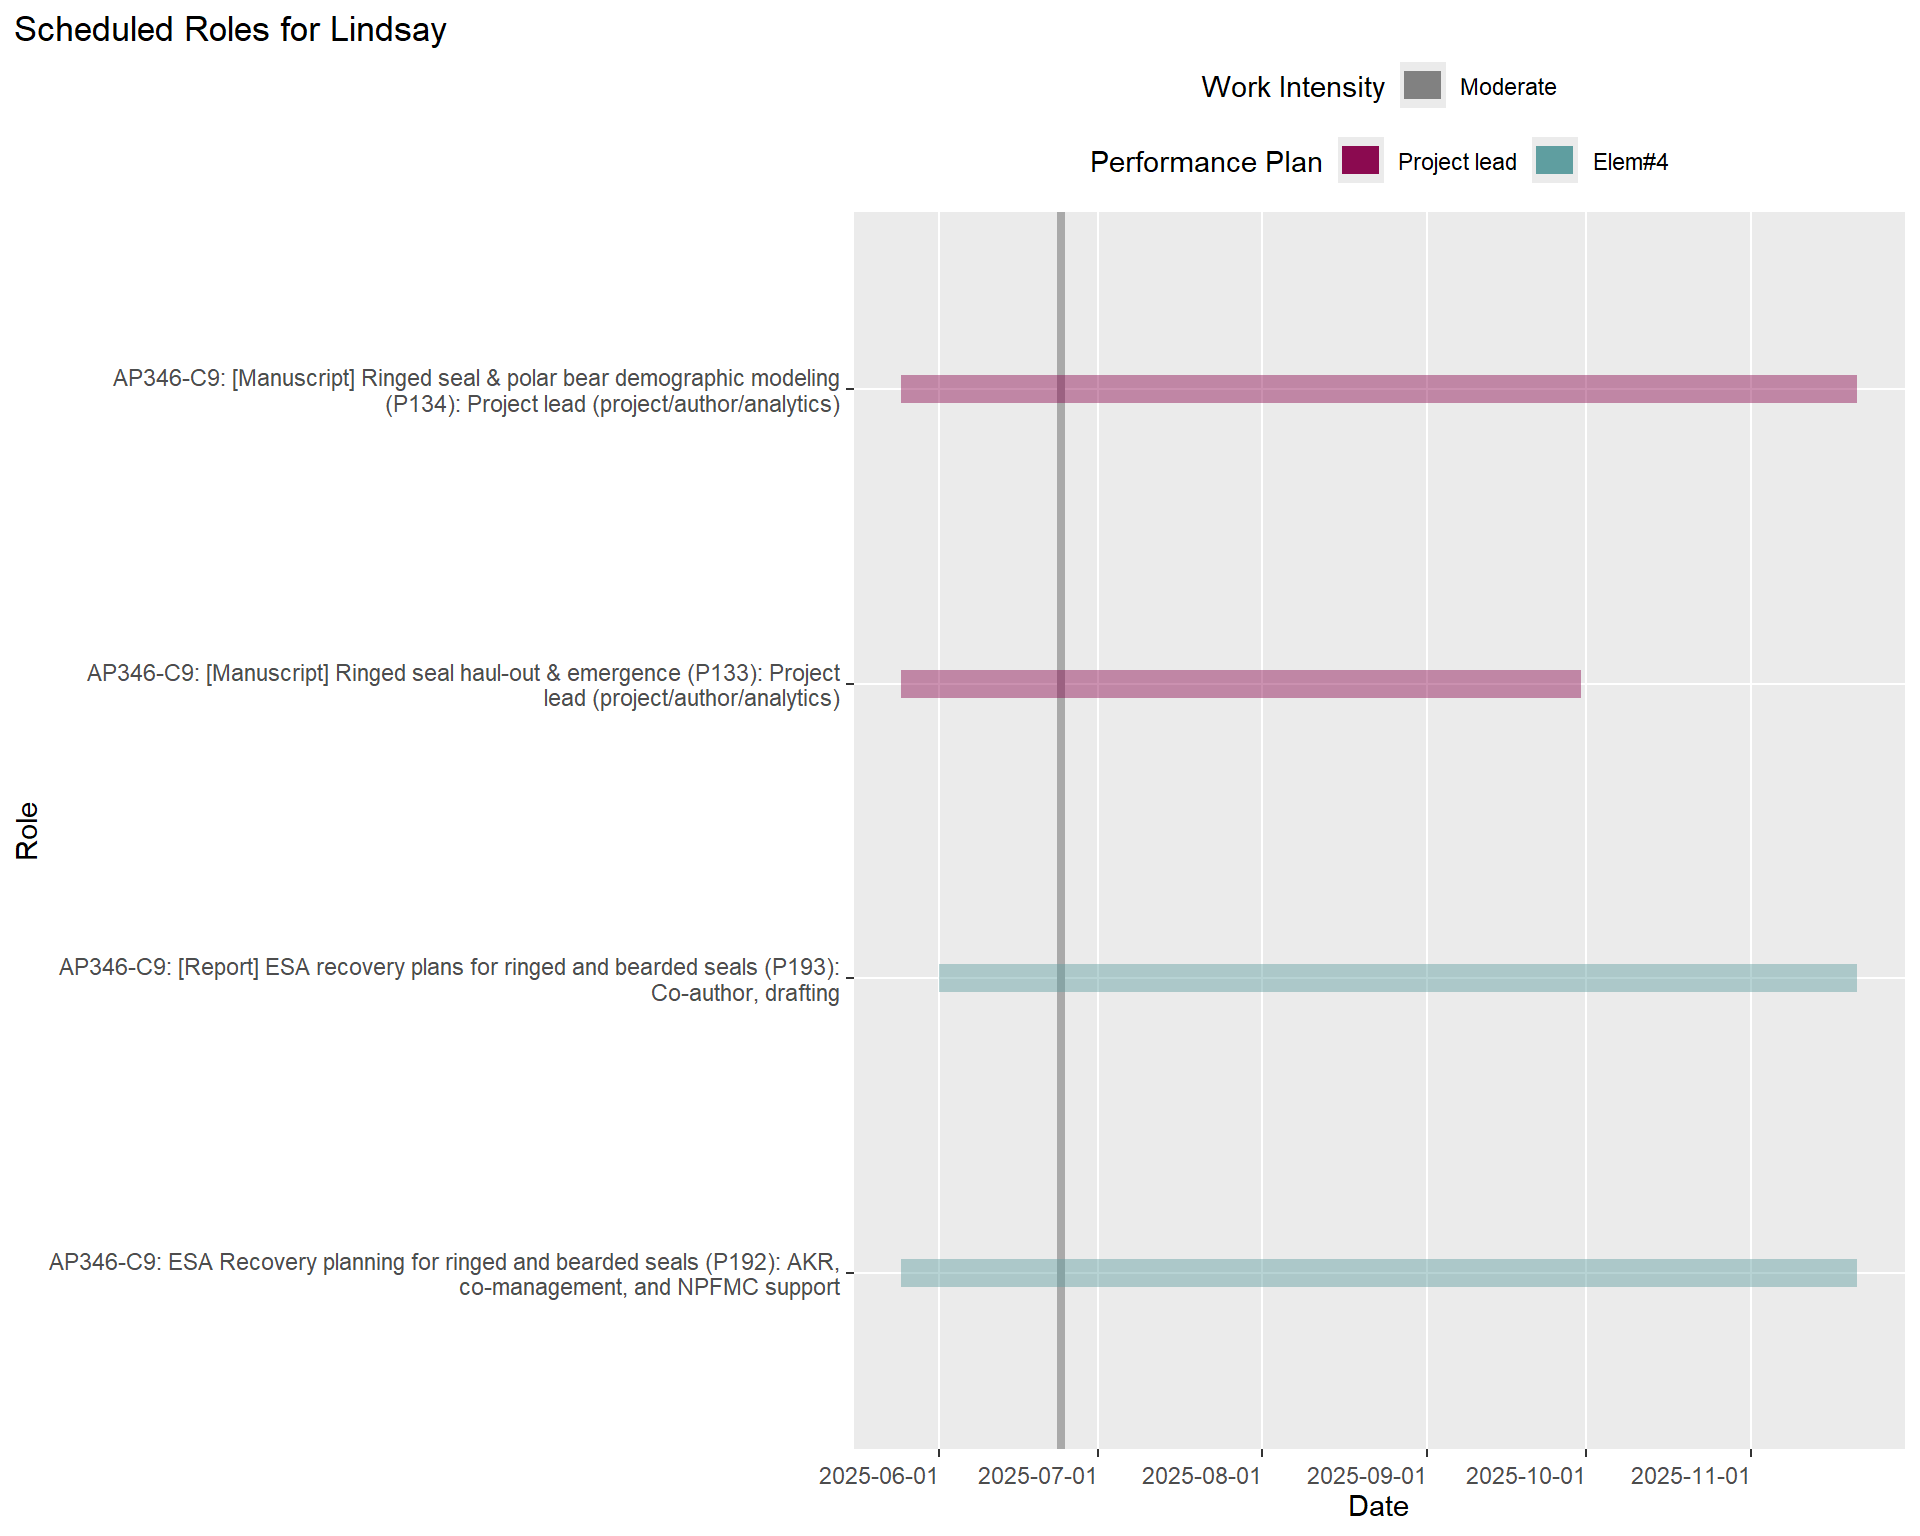 Scheduled Roles for Lindsay
Work Intensity Moderate
Performance Plan Project lead Elem#4
AP346-C9: [Manuscript] Ringed seal & polar bear demographic modeling
(P134): Project lead (project/author/analytics)
AP346-C9: [Manuscript] Ringed seal haul-out & emergence (P133): Project
lead (project/author/analytics)
Role
AP346-C9: [Report] ESA recovery plans for ringed and bearded seals (P193):
Co-author, drafting
AP346-C9: ESA Recovery planning for ringed and bearded seals (P192): AKR,
co-management, and NPFMC support
2025-06-01 2025-07-01 2025-08-01 2025-09-01 2025-10-01 2025-11-01
Date